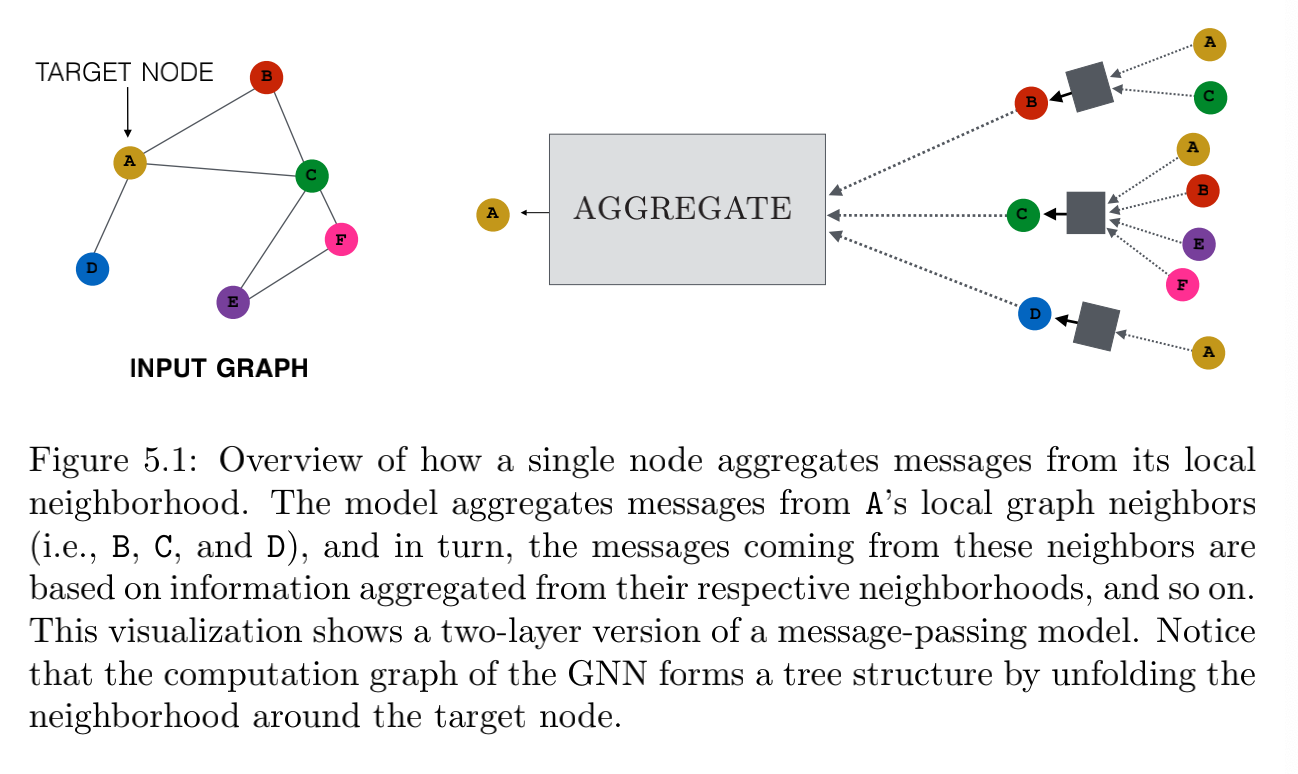 TARGET NODE
B
A
C
F
D
E
INPUT GRAPH
A
AGGREGATE
B
C
D
A
C
A
B
E
F
A
Figure 5.1: Overview of how a single node aggregates messages from its local
neighborhood. The model aggregates messages from A's local graph neighbors
(i.e., B, C, and D), and in turn, the messages coming from these neighbors are
based on information aggregated from their respective neighborhoods, and so on.
This visualization shows a two-layer version of a message-passing model. Notice
that the computation graph of the GNN forms a tree structure by unfolding the
neighborhood around the target node.